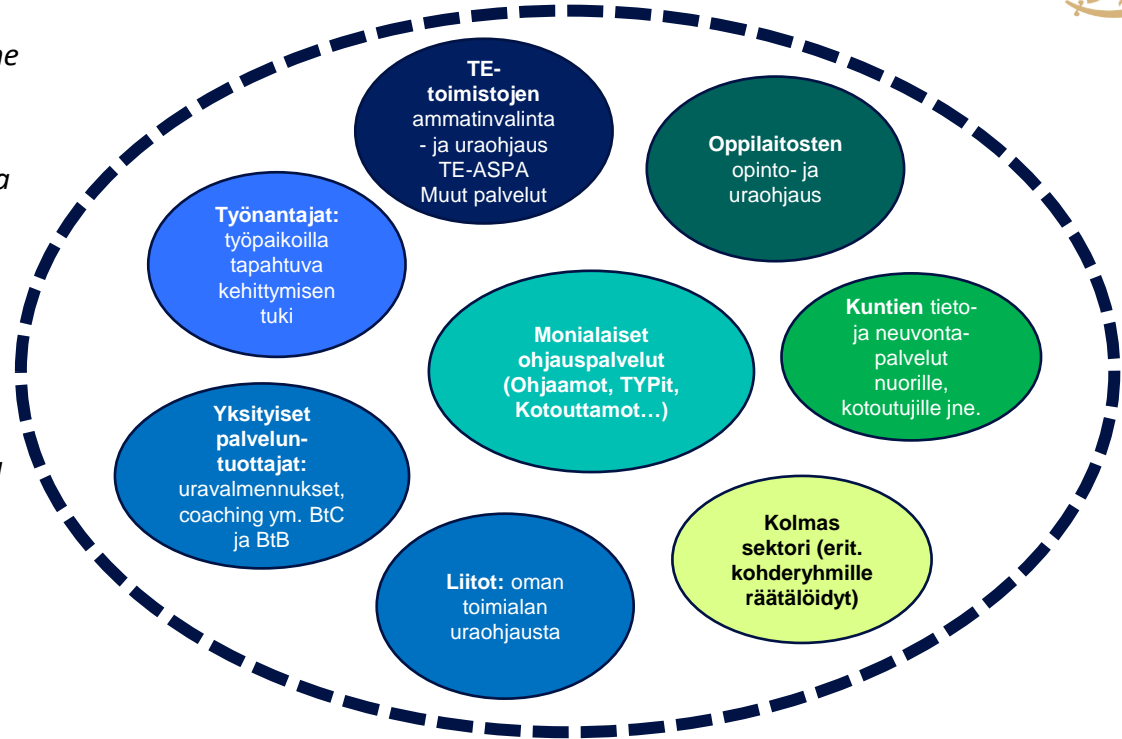 TE-
toimistojen
ammatinvalinta
- ja uraohjaus
TE-ASPA
Muut palvelut
Oppilaitosten
opinto- ja
uraohjaus
Työnantajat:
työpaikoilla
tapahtuva
kehittymisen
tuki
Monialaiset
ohjauspalvelut
(Ohjaamot, TYPit,
Kotouttamot…)
Kuntien tieto-
ja neuvonta-
palvelut
nuorille,
kotoutujille jne.
Yksityiset
palvelun-
tuottajat:
uravalmennukset,
coaching ym. BtC
ja BtB
Liitot: oman
toimialan
uraohjausta
Kolmas
sektori (erit.
kohderyhmille
räätälöidyt)